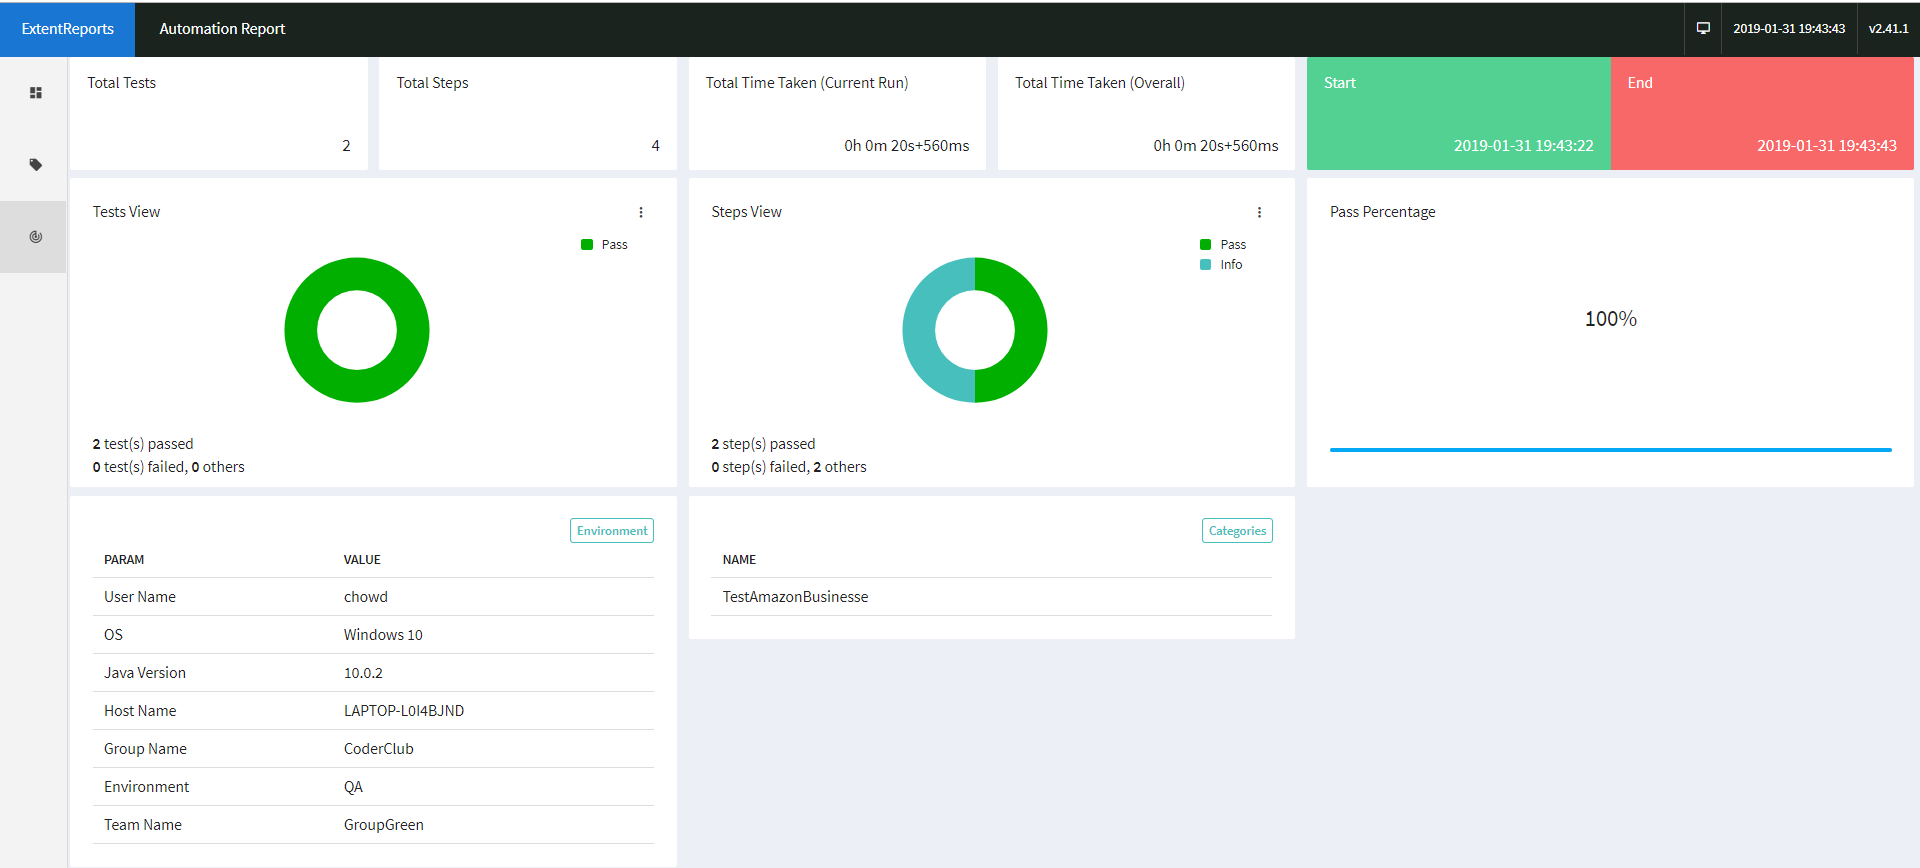 ExtentReports
Automation Report
2019-01-31 19:43:43
v2.41.1
Total Tests
2
Total Steps
4
Total Time Taken (Current Run)
0h 0m 20s+560ms
Total Time Taken (Overall)
0h 0m 20s+560ms
Start
2019-01-31 19:43:22
End
2019-01-31 19:43:43
Tests View
Pass
2 test(s) passed
0 test(s) failed, 0 others
Steps View
Pass
Info
2 step(s) passed
0 step(s) failed, 2 others
Pass Percentage
100%
Environment
PARAM VALUE
User Name chowd
OS Windows 10
Java Version 10.0.2
Host Name LAPTOP-L0I4BJND
Group Name CoderClub
Environment QA
Team Name GroupGreen
Categories
NAME
TestAmazonBusinesse